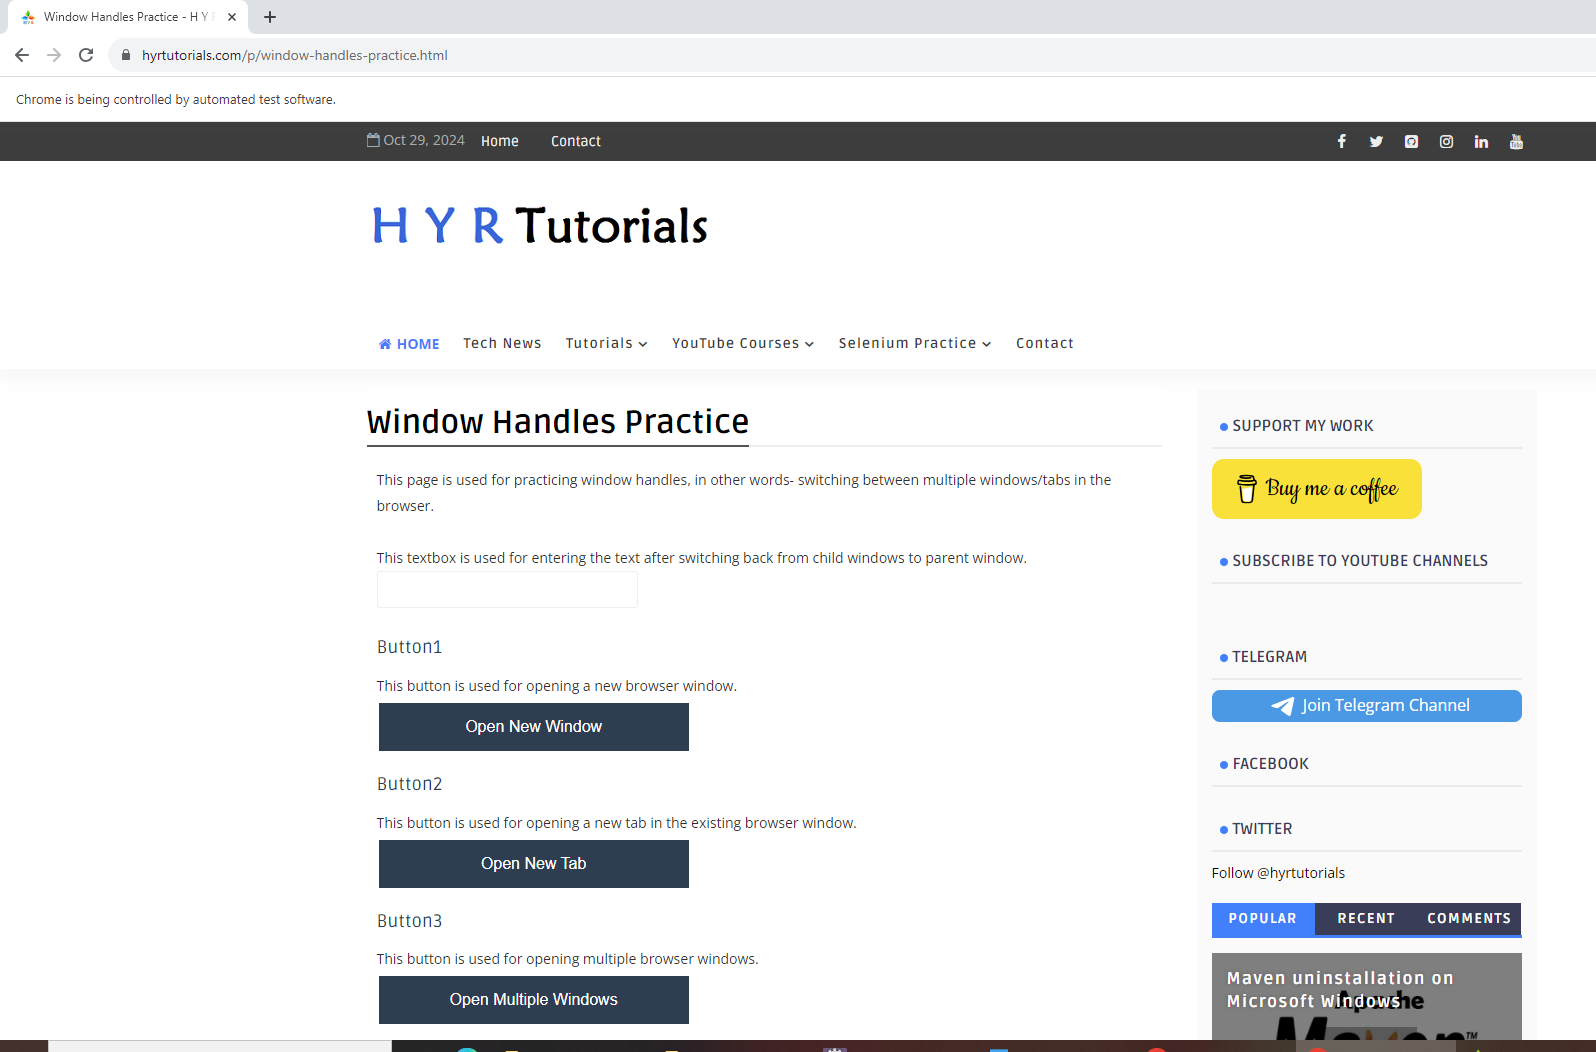 Window Handles Practice - H Y R
hyrtutorials.com/p/window-handles-practice.html
Chrome is being controlled by automated test software.
Oct 29, 2024 Home Contact
H Y R Tutorials
HOME Tech News Tutorials YouTube Courses Selenium Practice Contact
Window Handles Practice
This page is used for practicing window handles, in other words- switching between multiple windows/tabs in the
browser.
This textbox is used for entering the text after switching back from child windows to parent window.
Button1
This button is used for opening a new browser window.
Open New Window
Button2
This button is used for opening a new tab in the existing browser window.
Open New Tab
Button3
This button is used for opening multiple browser windows.
Open Multiple Windows
SUPPORT MY WORK
Buy me a coffee
SUBSCRIBE TO YOUTUBE CHANNELS
TELEGRAM
Join Telegram Channel
FACEBOOK
TWITTER
Follow @hyrtutorials
POPULAR RECENT COMMENTS
Maven uninstallation on
Microsoft Windows
Apache
Maven™